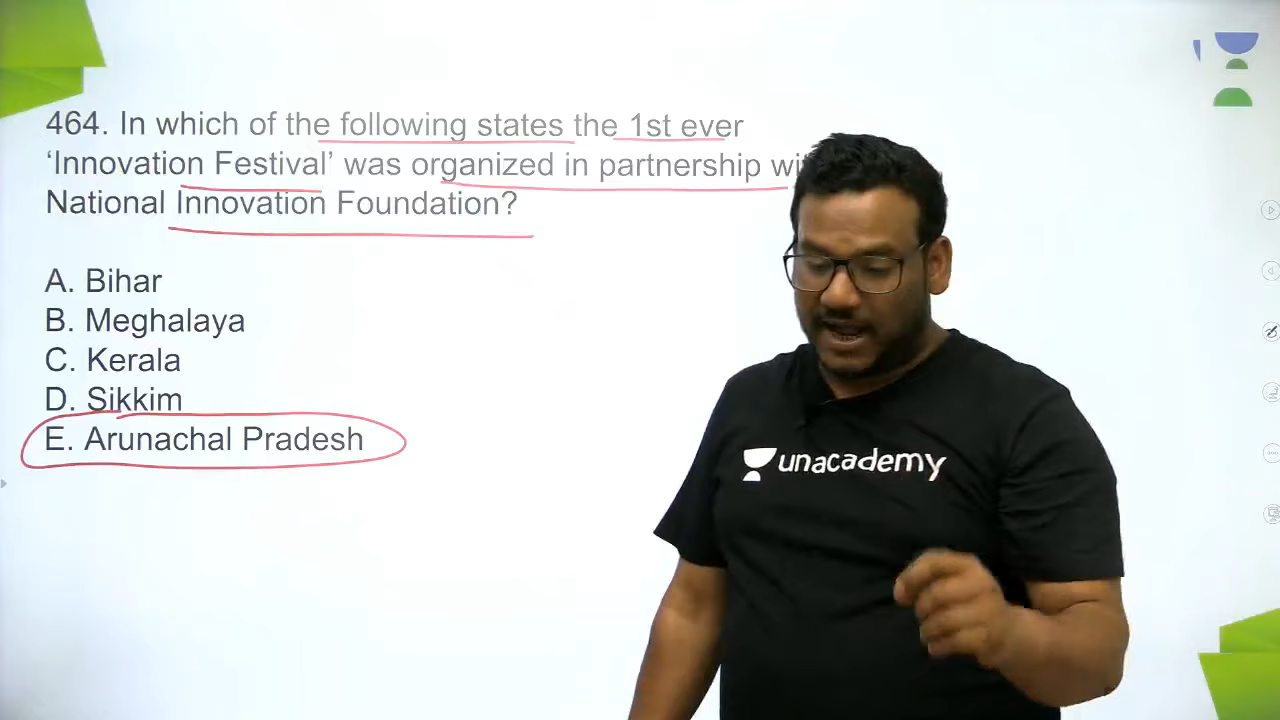 464. In which of the following states the 1st ever
‘Innovation Festival’ was organized in partnership
National Innovation Foundation?
A. Bihar
B. Meghalaya
C. Kerala
D. Sikkim
E. Arunachal Pradesh
unacademy